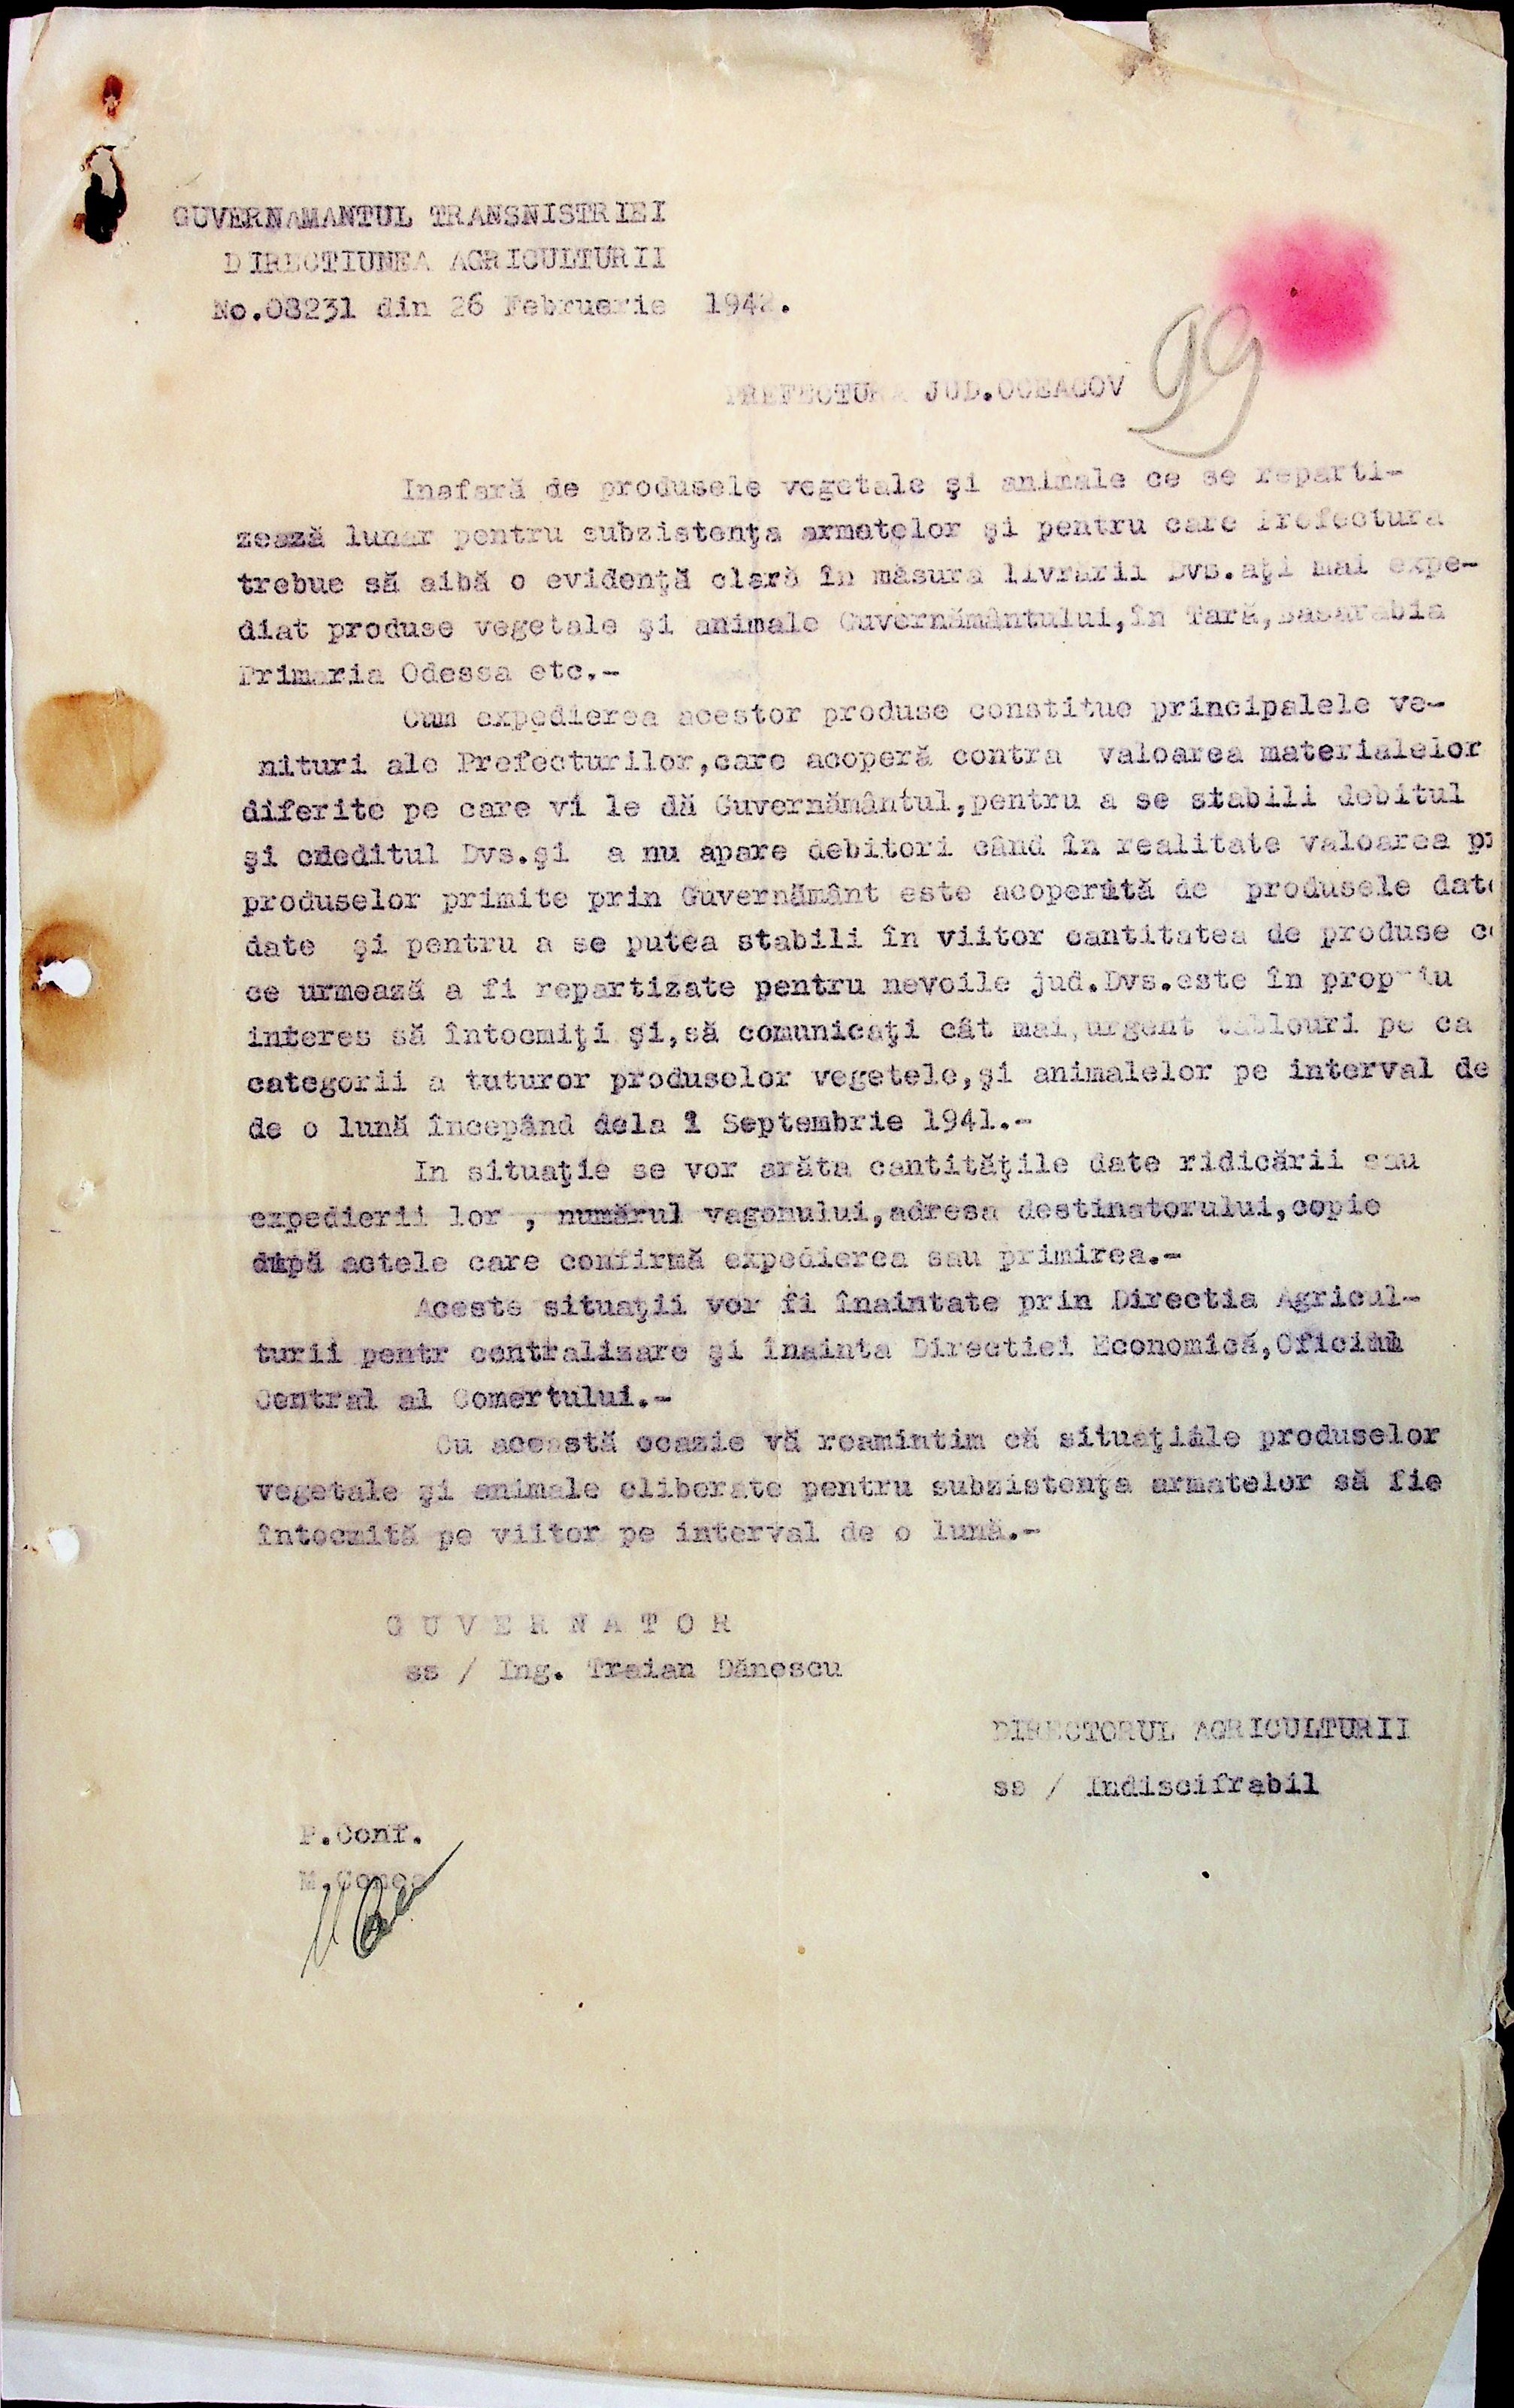 GUVERNAMANTUL TRANSNISTRIEI
DIRECTIUNEA AGRICULTURII
No.08231 din 26 Februarie 1942.
99
PREFECTURA JUD.OCEACOV
Inafară de produsele vegetale şi animale ce se reparti-
zează lunar pentru subzistenţa armatelor şi pentru care Prefectura
trebue să aibă o evidenţă clară în măsura livrării Dvs.aţi mai expe-
diat produse vegetale şi animale Guvernământului,în Tară,Basarabia
Primaria Odessa etc.-
Cum expedierea acestor produse constitue principalele ve-
nituri ale Prefecturilor,care acoperă contra valoarea materialelor
diferite pe care vi le dă Guvernământul,pentru a se stabili debitul
şi creditul Dvs.şi a nu apare debitori când în realitate valoarea pr
produselor primite prin Guvernământ este acoperită de produsele date
date şi pentru a se putea stabili în viitor cantitatea de produse ce
ce urmează a fi repartizate pentru nevoile jud.Dvs.este în propriu
interes să întocmiţi şi,să comunicaţi cât mai,urgent tablouri pe ca
categorii a tuturor produselor vegetele,şi animalelor pe interval de
de o lună începând dela 1 Septembrie 1941.-
In situaţie se vor arăta cantităţile date ridicării sau
expedierii lor , numărul vagonului,adresa destinatorului,copie
după actele care confirmă expedierea sau primirea.-
Aceste situaţii vor fi înaintate prin Directia Agricul-
turii pentr centralizare şi înainta Directiei Economică,Oficiul
Central al Comertului.-
Cu această ocazie vă reamintim că situaţiile produselor
vegetale şi animale eliberate pentru subzistenţa armatelor să fie
întocmită pe viitor pe interval de o lună.-
G U V E R N A T O R
ss / Ing. Traian Dănescu
DIRECTORUL AGRICULTURII
ss / Indiscifrabil
P.Conf.